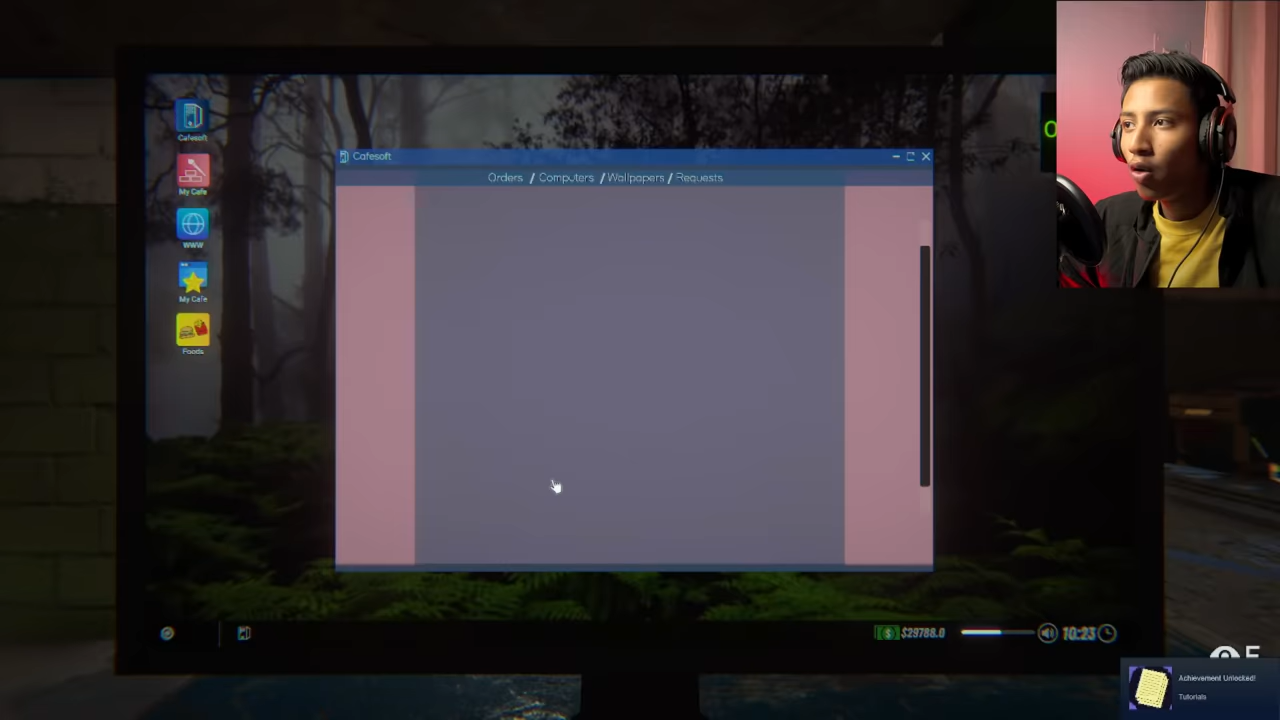 Cafesoft
Orders / Computers / Wallpapers / Requests
Cafesoft
My Cafe
WWW
My Cafe
Foods
$29788.0
10:23
E
Achievement Unlocked!
Tutorials